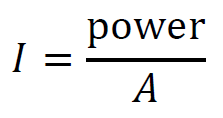 I = power / A